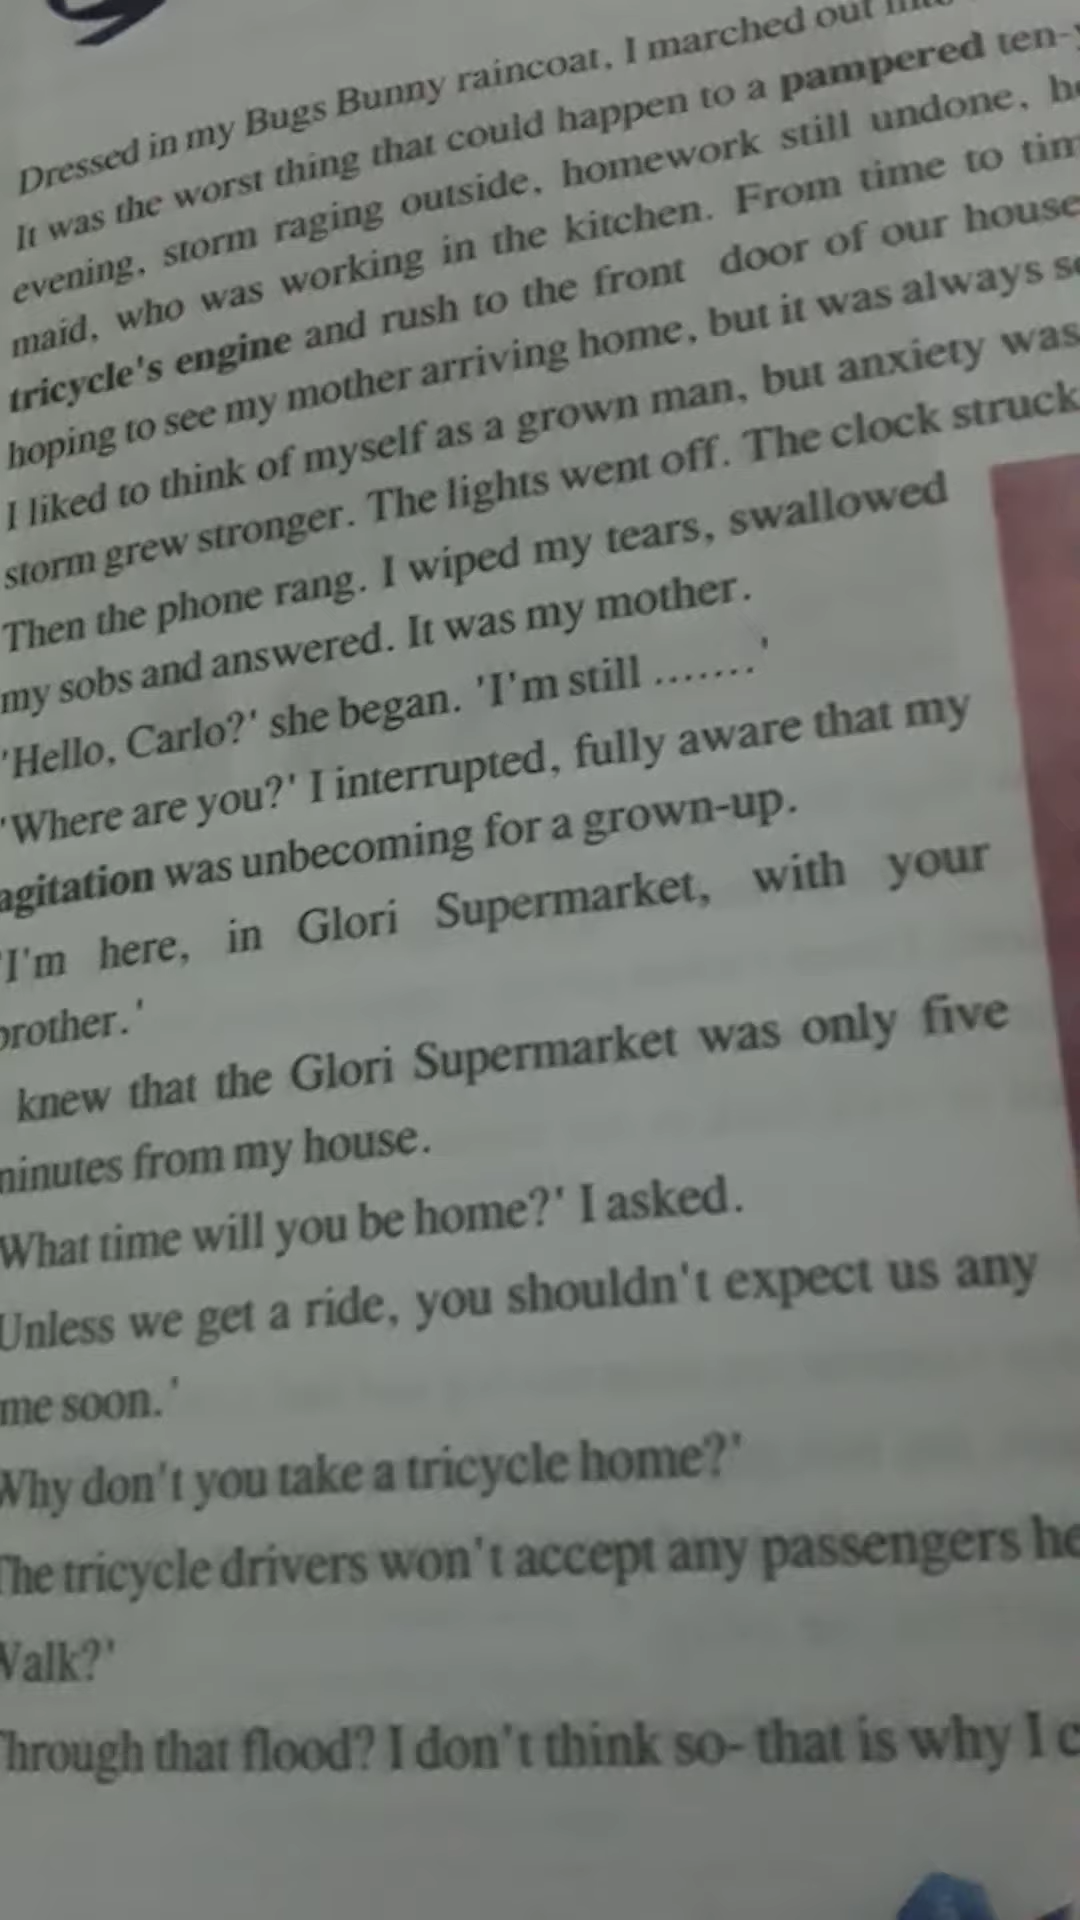 Dressed in my Bugs Bunny raincoat, I marched out
It was the worst thing that could happen to a pampered ten-
evening, storm raging outside, homework still undone,
maid, who was working in the kitchen. From time to
tricycle's engine and rush to the front door of our house
hoping to see my mother arriving home, but it was always
I liked to think of myself as a grown man, but anxiety was
storm grew stronger. The lights went off. The clock struck
Then the phone rang. I wiped my tears, swallowed
my sobs and answered. It was my mother.
'Hello, Carlo?' she began. 'I'm still .......'
'Where are you?' I interrupted, fully aware that my
agitation was unbecoming for a grown-up.
'I'm here, in Glori Supermarket, with your
brother.'
knew that the Glori Supermarket was only five
minutes from my house.
What time will you be home?' I asked.
Unless we get a ride, you shouldn't expect us any
me soon.'
Why don't you take a tricycle home?'
The tricycle drivers won't accept any passengers
Walk?'
Through that flood? I don't think so- that is why I